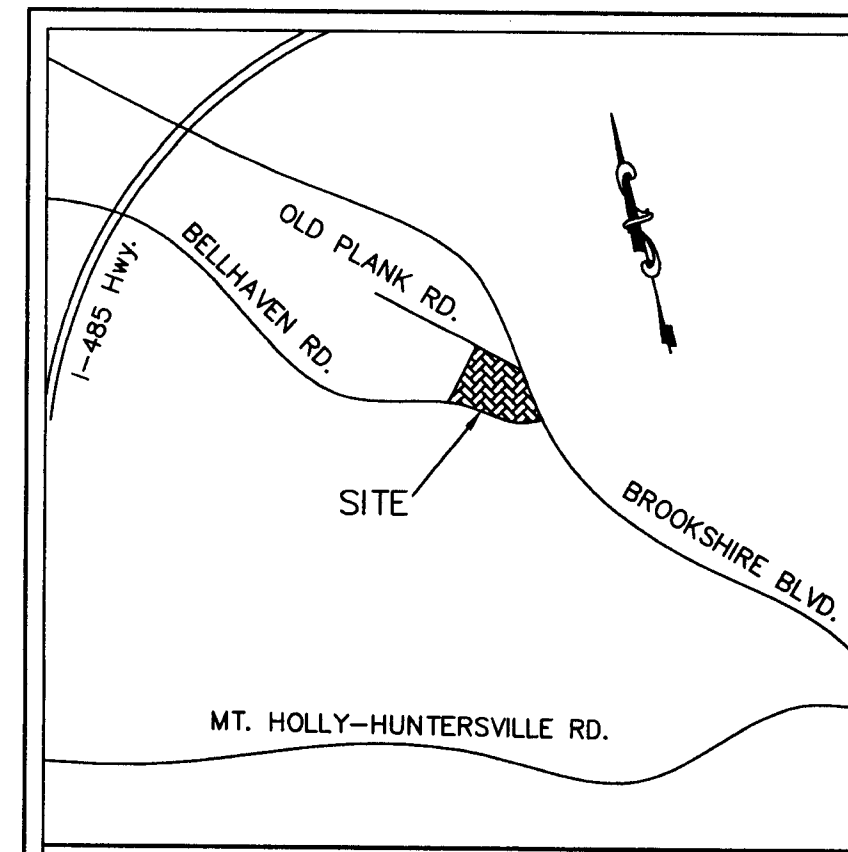 OLD PLANK RD.
BELLHAVEN RD.
I-485 Hwy.
SITE
BROOKSHIRE BLVD.
MT. HOLLY-HUNTERSVILLE RD.